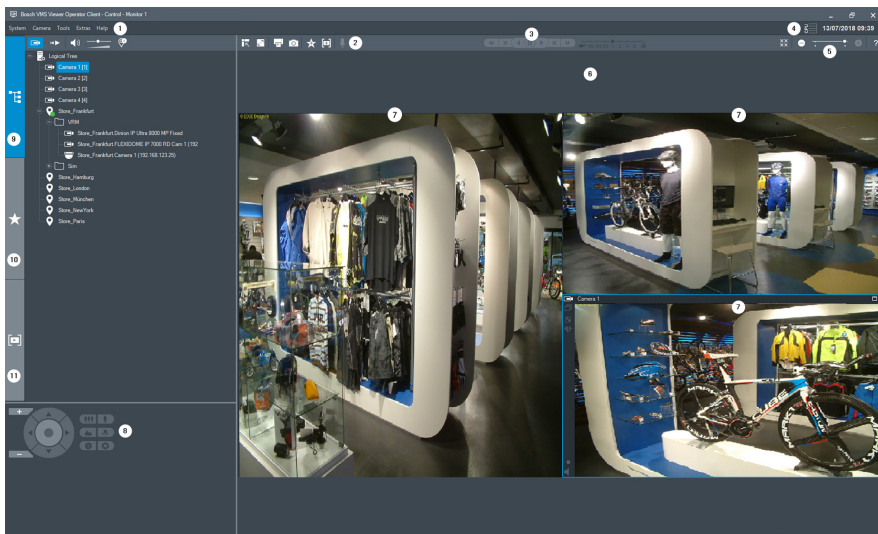 Bosch VMS Viewer Operator Client - Control - Monitor 1
System Camera Tools Extras Help 1
3
4 13/07/2018 09:39
2
5
?
6
Logical Tree
Camera 1 [1]
Camera 2 [2]
Camera 3 [3]
Camera 4 [4]
Store_Frankfurt
VRM
Store_Frankfurt.Dinion IP Ultra 8000 MP Fixed
Store_Frankfurt.FLEXIDOME IP 7000 RD Cam 1 (192
Store_Frankfurt.Camera 1 (192.168.123.25)
Sim
Store_Hamburg
Store_London
Store_München
Store_NewYork
Store_Paris
9
10
11
8
7
7
Camera 1
7
CUBE